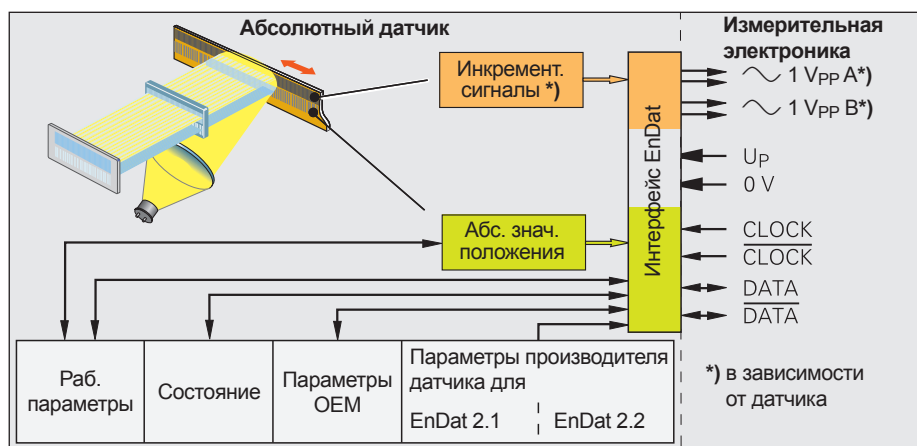 Абсолютный датчик
Измерительная
электроника
Инкремент.
сигналы *)
1 VPP A*)
1 VPP B*)
Интерфейс EnDat
UP
0 V
Абс. знач.
положения
CLOCK
CLOCK
DATA
DATA
Раб.
параметры
Состояние
Параметры
OEM
Параметры производителя
датчика для
EnDat 2.1
EnDat 2.2
*) в зависимости
от датчика